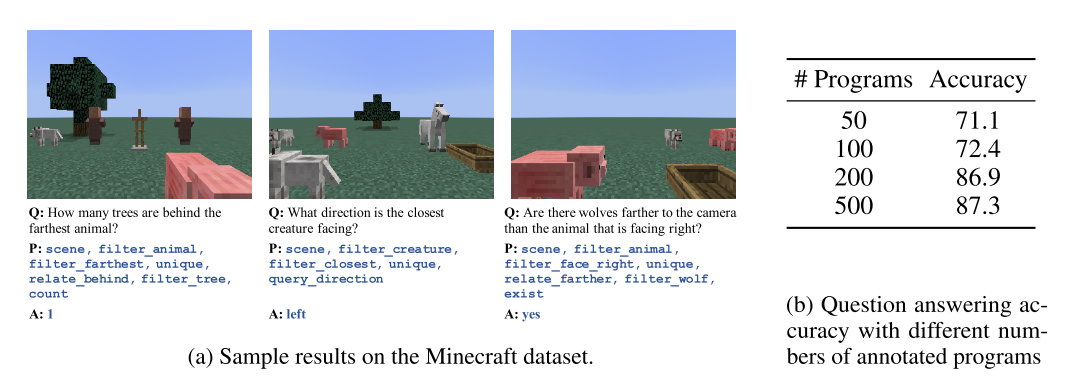 Q: How many trees are behind the
farthest animal?
P: scene, filter_animal,
filter_farthest, unique,
relate_behind, filter_tree,
count
A: 1
Q: What direction is the closest
creature facing?
P: scene, filter_creature,
filter_closest, unique,
query_direction
A: left
Q: Are there wolves farther to the camera
than the animal that is facing right?
P: scene, filter_animal,
filter_face_right, unique,
relate_farther, filter_wolf,
exist
A: yes
(a) Sample results on the Minecraft dataset.
# Programs Accuracy
50 71.1
100 72.4
200 86.9
500 87.3
(b) Question answering ac-
curacy with different num-
bers of annotated programs